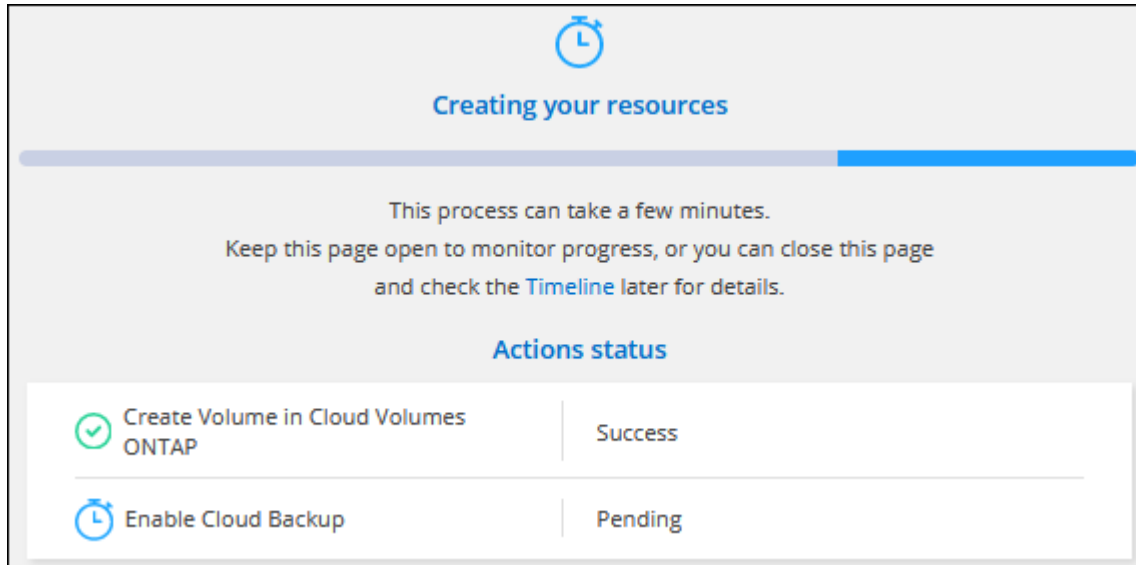 Creating your resources
This process can take a few minutes.
Keep this page open to monitor progress, or you can close this page
and check the Timeline later for details.
Actions status
Create Volume in Cloud Volumes
ONTAP
Success
Enable Cloud Backup
Pending